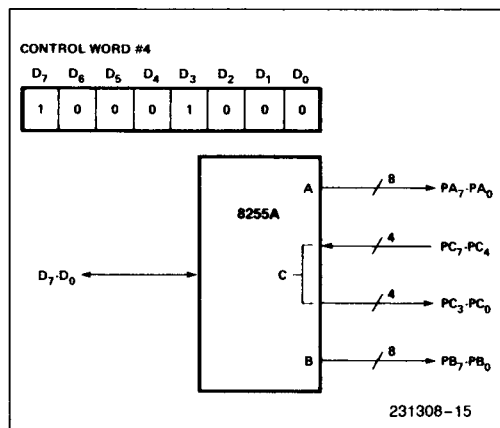 CONTROL WORD #4
D7 D6 D5 D4 D3 D2 D1 D0
1 0 0 0 1 0 0 0
8255A
A
8
PA7-PA0
4
PC7-PC4
D7-D0
C
4
PC3-PC0
B
8
PB7-PB0
231308-15